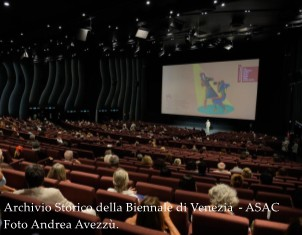 Archivio Storico della Biennale di Venezia - ASAC
Foto Andrea Avezzù.